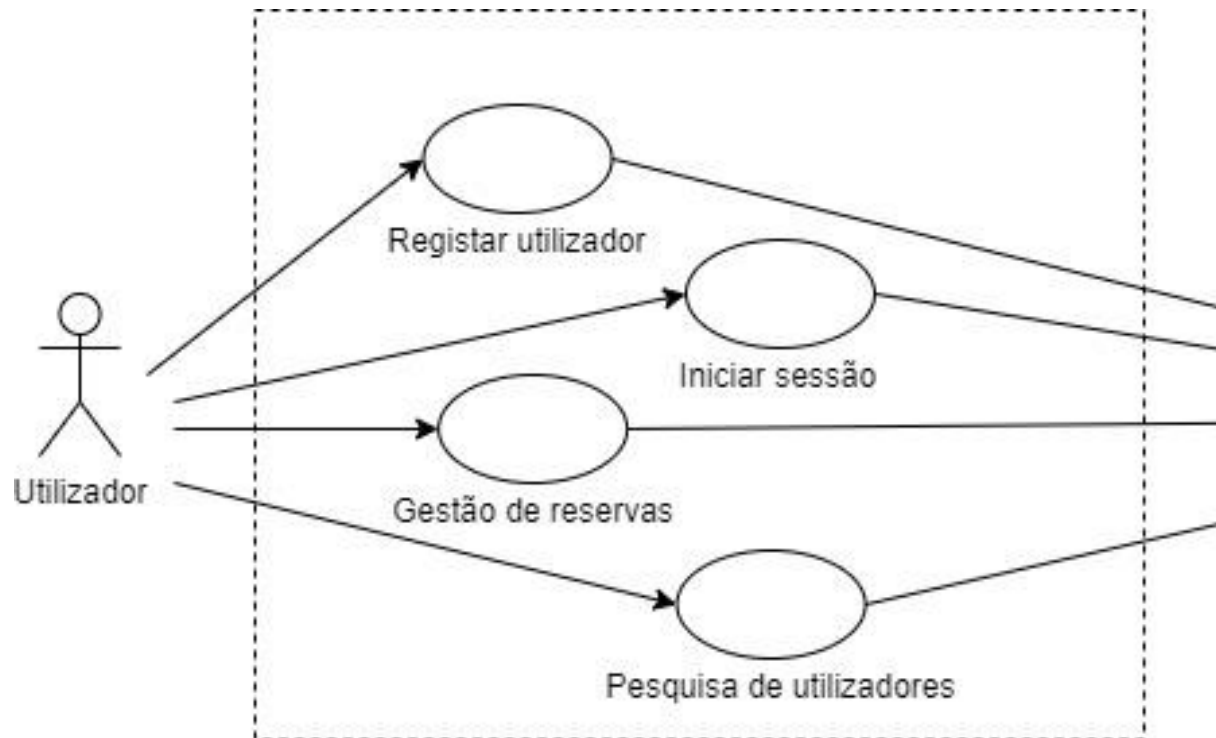 Registar utilizador
Iniciar sessão
Utilizador
Gestão de reservas
Pesquisa de utilizadores